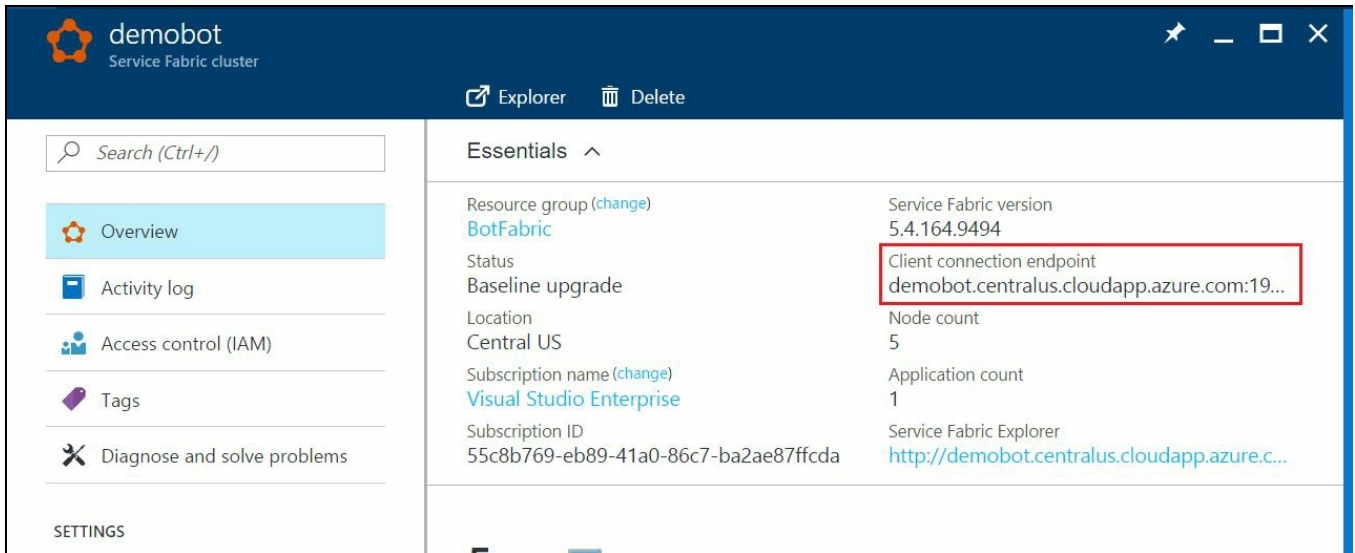 demobot
Service Fabric cluster
Explorer
Delete
Search (Ctrl+/)
Overview
Activity log
Access control (IAM)
Tags
Diagnose and solve problems
SETTINGS
Essentials
Resource group (change)
BotFabric
Status
Baseline upgrade
Location
Central US
Subscription name (change)
Visual Studio Enterprise
Subscription ID
55c8b769-eb89-41a0-86c7-ba2ae87ffcda
Service Fabric version
5.4.164.9494
Client connection endpoint
demobot.centralus.cloudapp.azure.com:19...
Node count
5
Application count
1
Service Fabric Explorer
http://demobot.centralus.cloudapp.azure.c...